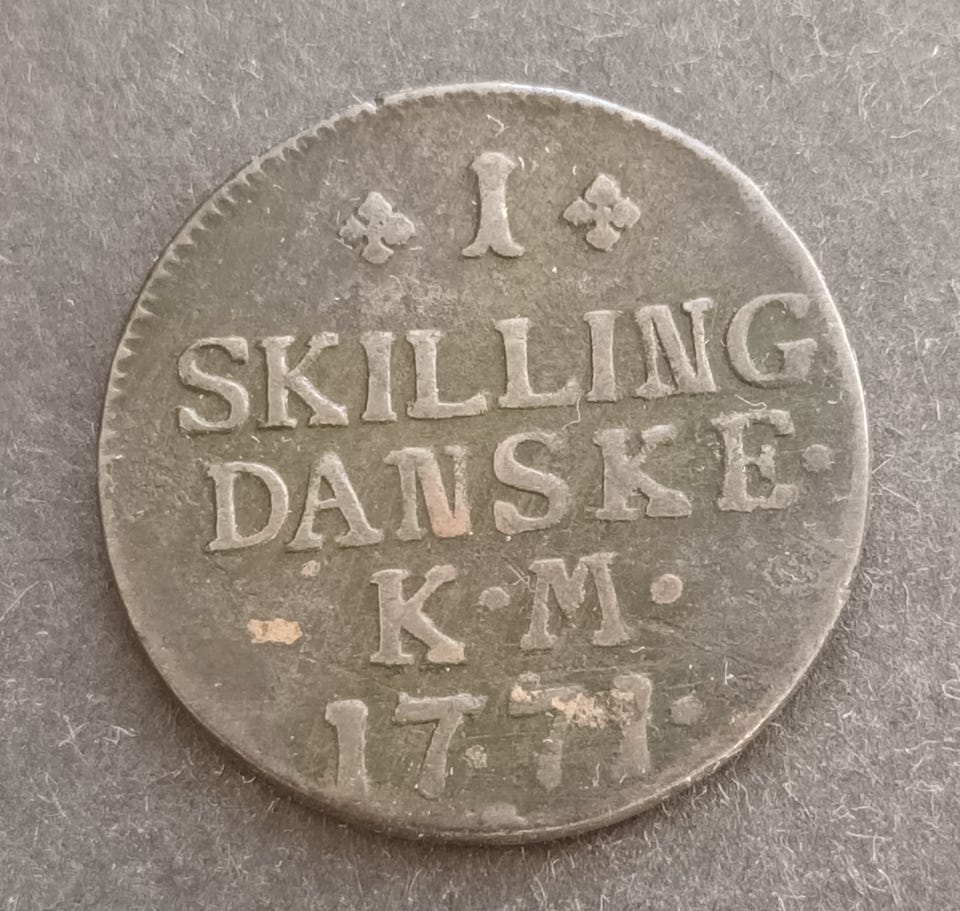 1
SKILLING
DANSKE·
K·M·
17·71·